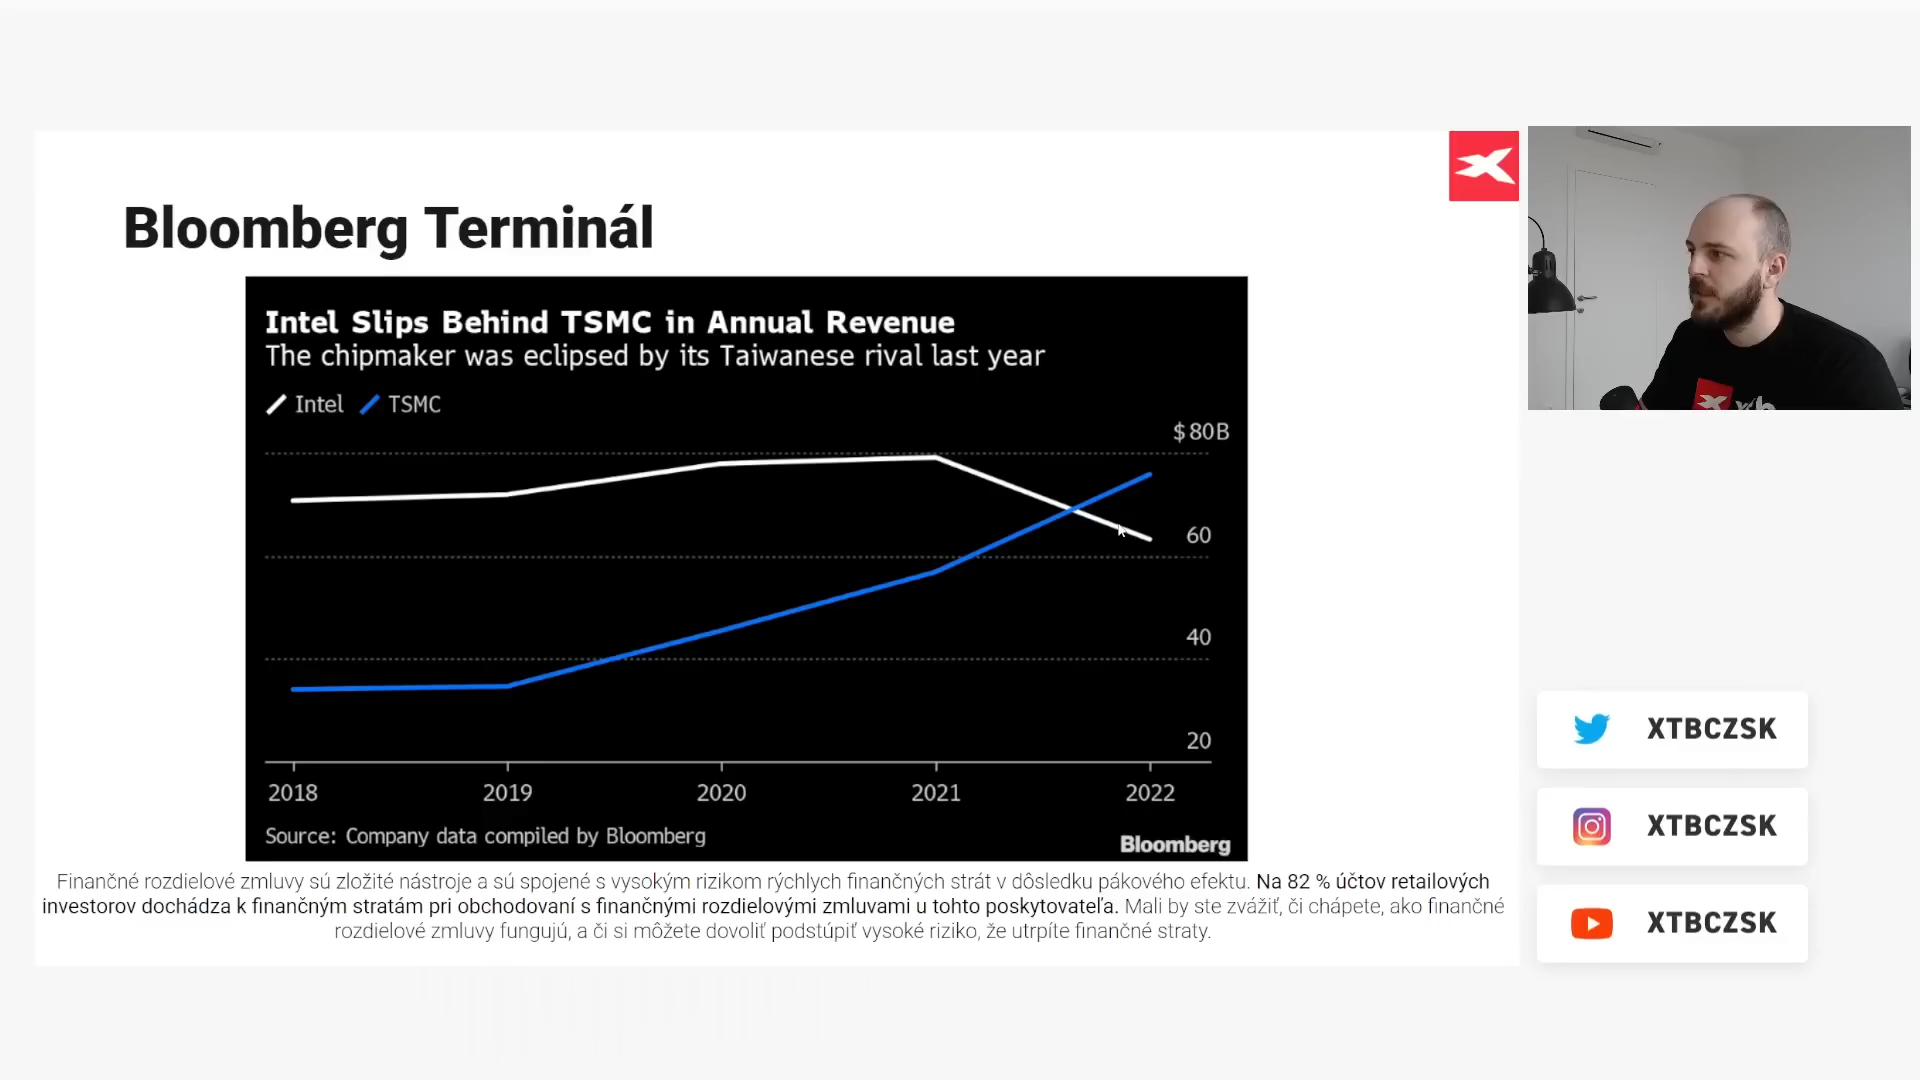 Bloomberg Terminál
Intel Slips Behind TSMC in Annual Revenue
The chipmaker was eclipsed by its Taiwanese rival last year
Intel TSMC
$80B
60
40
20
2018 2019 2020 2021 2022
Source: Company data compiled by Bloomberg
Bloomberg
Finančné rozdielové zmluvy sú zložité nástroje a sú spojené s vysokým rizikom rýchlych finančných strát v dôsledku pákového efektu. Na 82 % účtov retailových
investorov dochádza k finančným stratám pri obchodovaní s finančnými rozdielovými zmluvami u tohto poskytovateľa. Mali by ste zvážiť, či chápete, ako finančné
rozdielové zmluvy fungujú, a či si môžete dovoliť podstúpiť vysoké riziko, že utrpíte finančné straty.
XTBCZSK
XTBCZSK
XTBCZSK